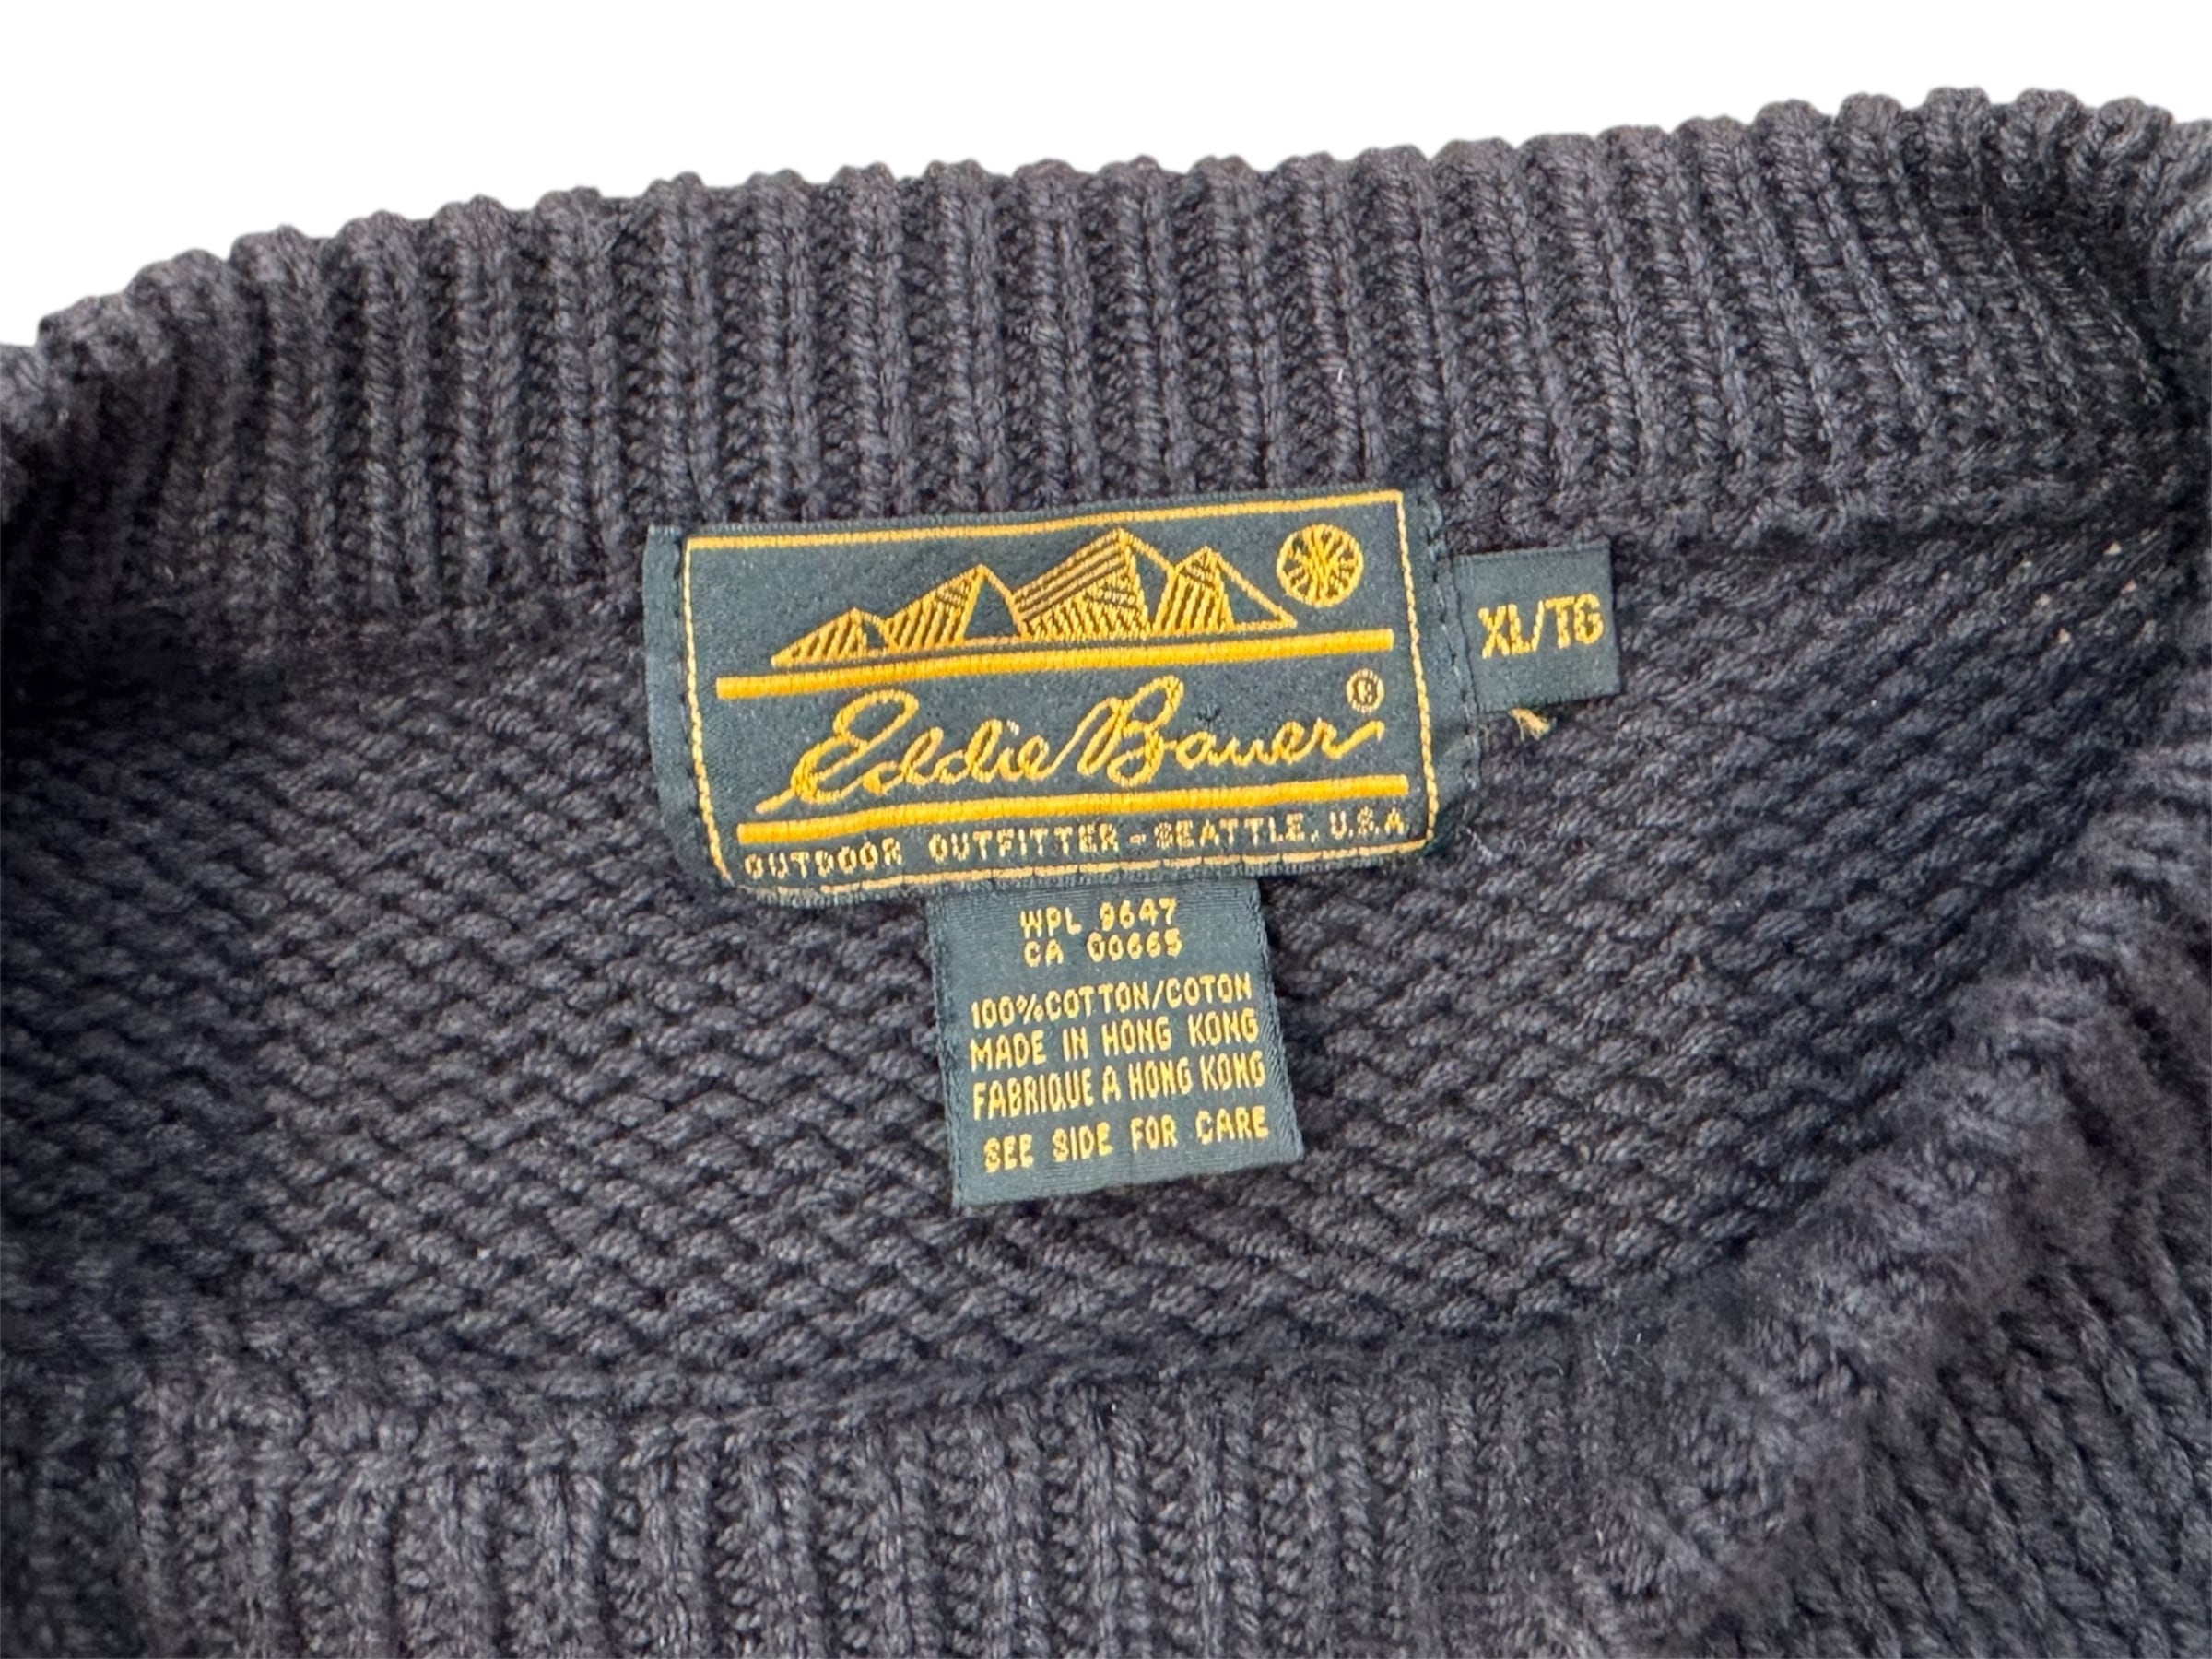 Eddie Bauer®
XL/TG
OUTDOOR OUTFITTER - SEATTLE, U.S.A
WPL 9647
CA 00665
100%COTTON/COTON
MADE IN HONG KONG
FABRIQUE A HONG KONG
SEE SIDE FOR CARE